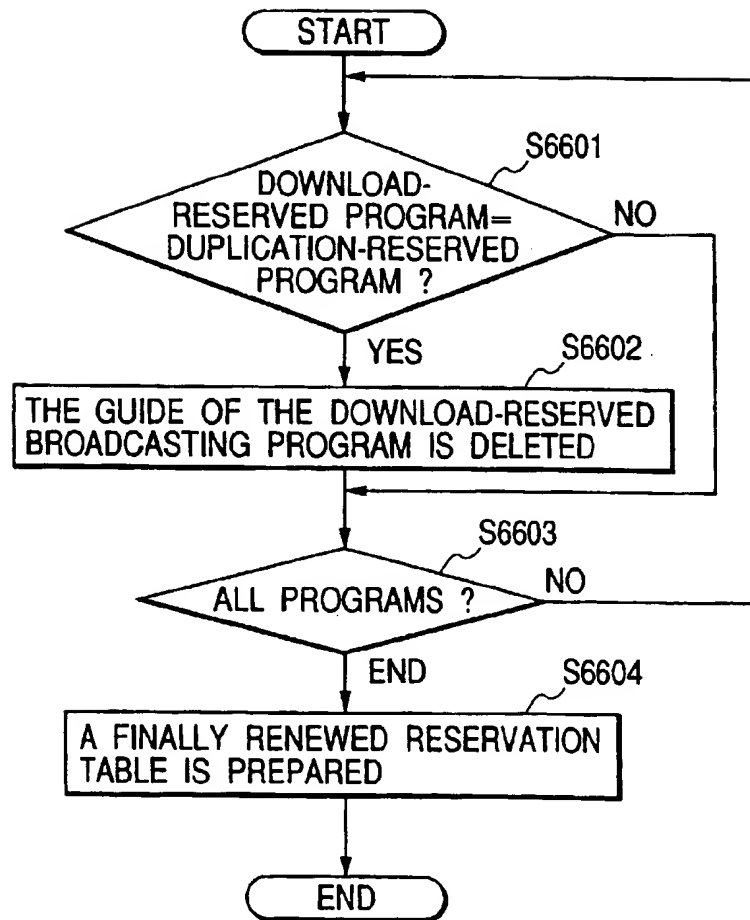 START
S6601
DOWNLOAD-
RESERVED PROGRAM=
DUPLICATION-RESERVED
PROGRAM ?
NO
YES
S6602
THE GUIDE OF THE DOWNLOAD-RESERVED
BROADCASTING PROGRAM IS DELETED
S6603
ALL PROGRAMS ?
NO
END
S6604
A FINALLY RENEWED RESERVATION
TABLE IS PREPARED
END